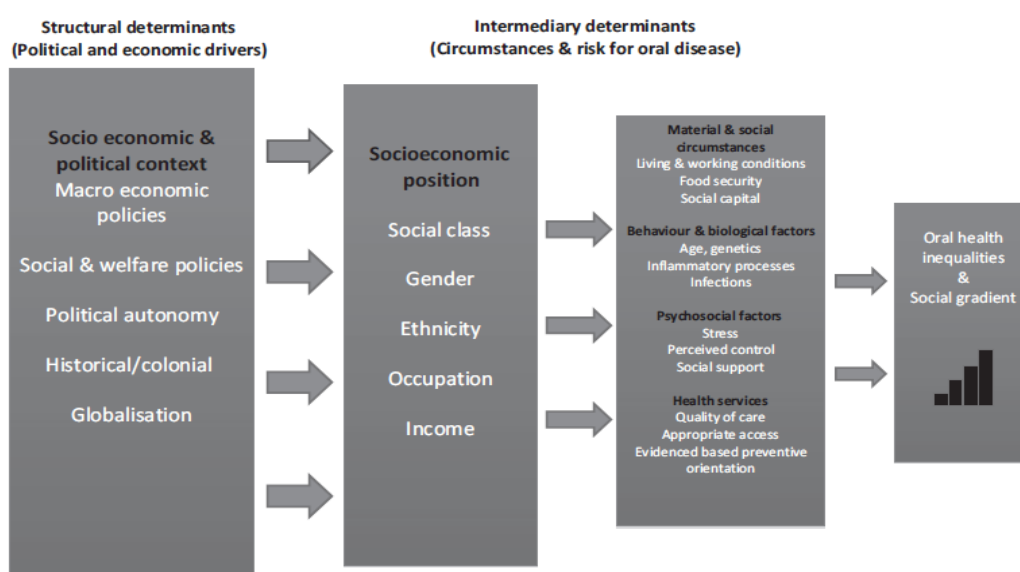 Structural determinants
(Political and economic drivers)
Intermediary determinants
(Circumstances & risk for oral disease)
Socio economic &
political context
Macro economic
policies
Social & welfare policies
Political autonomy
Historical/colonial
Globalisation
Socioeconomic
position
Social class
Gender
Ethnicity
Occupation
Income
Material & social
circumstances
Living & working conditions
Food security
Social capital
Behaviour & biological factors
Age, genetics
Inflammatory processes
Infections
Psychosocial factors
Stress
Perceived control
Social support
Health services
Quality of care
Appropriate access
Evidenced based preventive
orientation
Oral health
inequalities
&
Social gradient